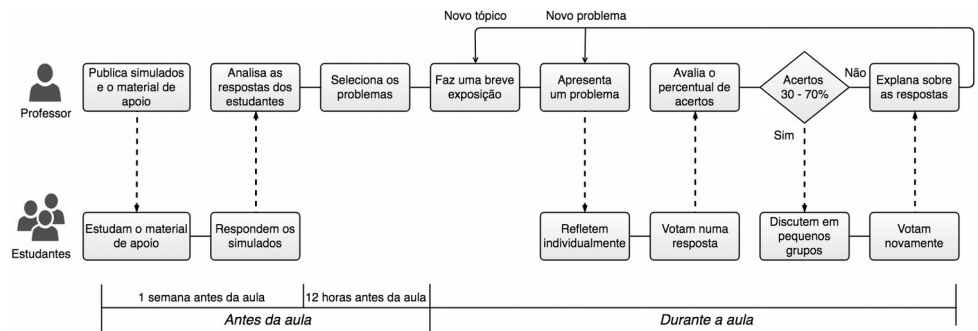 Novo tópico
Novo problema
Publica simulados
e o material de
apoio
Analisa as
respostas dos
estudantes
Seleciona os
problemas
Faz uma breve
exposição
Apresenta
um problema
Avalia o
percentual de
acertos
Acertos
30 - 70%
Não
Explana sobre
as respostas
Professor
Sim
Estudam o material
de apoio
Respondem os
simulados
Refletem
individualmente
Votam numa
resposta
Discutem em
pequenos
grupos
Votam
novamente
Estudantes
1 semana antes da aula
12 horas antes da aula
Antes da aula
Durante a aula